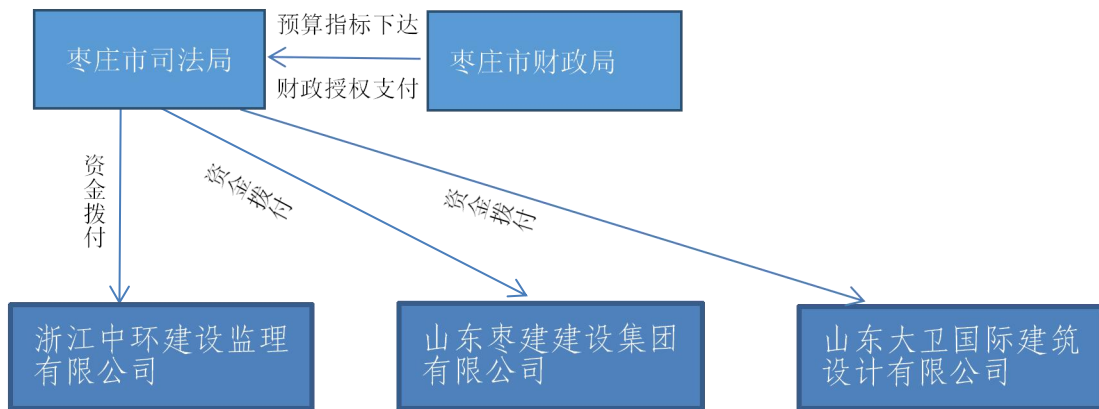 预算指标下达
枣庄市司法局
枣庄市财政局
财政授权支付
资金拨付
资金拨付
资金拨付
浙江中环建设监理
有限公司
山东枣建建设集团
有限公司
山东大卫国际建筑
设计有限公司